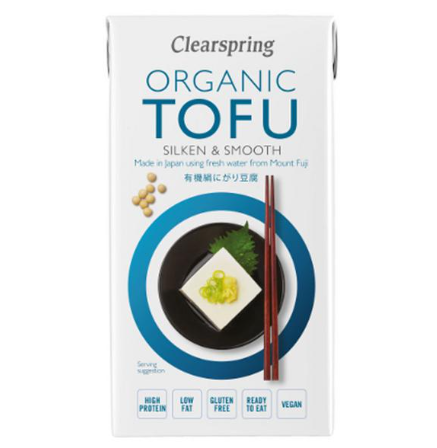 Clearspring
ORGANIC
TOFU
SILKEN & SMOOTH
Made in Japan using fresh water from Mount Fuji
有機絹にがり豆腐
Serving
suggestion
HIGH
PROTEIN
LOW
FAT
GLUTEN
FREE
READY
TO EAT
VEGAN